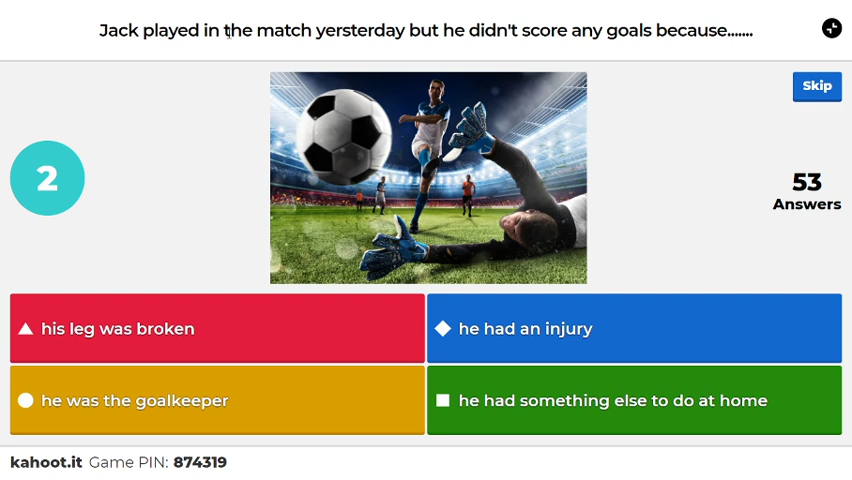 Jack played in the match yersterday but he didn't score any goals because.......
Skip
2
53
Answers
his leg was broken
he had an injury
he was the goalkeeper
he had something else to do at home
kahoot.it Game PIN: 874319